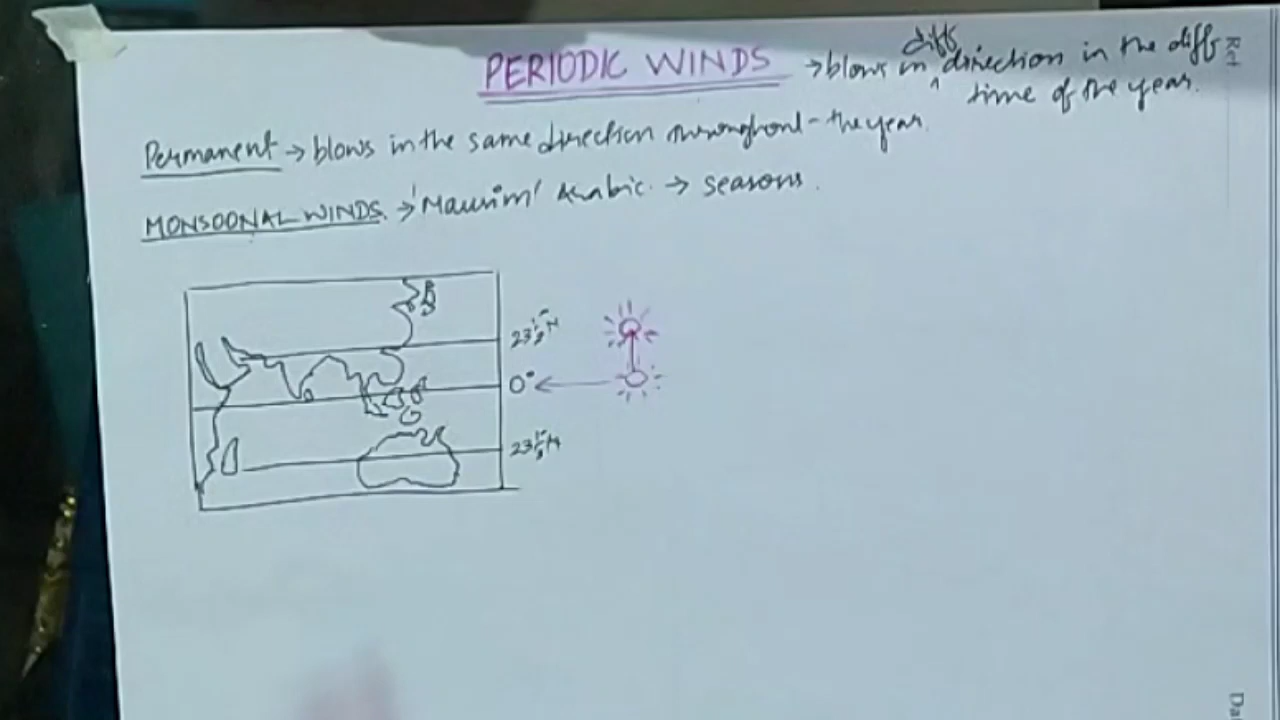 PERIODIC WINDS → blows in diff direction in the diff
time of the year.
Permanent → blows in the same direction throughout the year.
MONSOONAL WINDS → 'Mausim' Arabic → seasons.
23½°N
0°
23½°